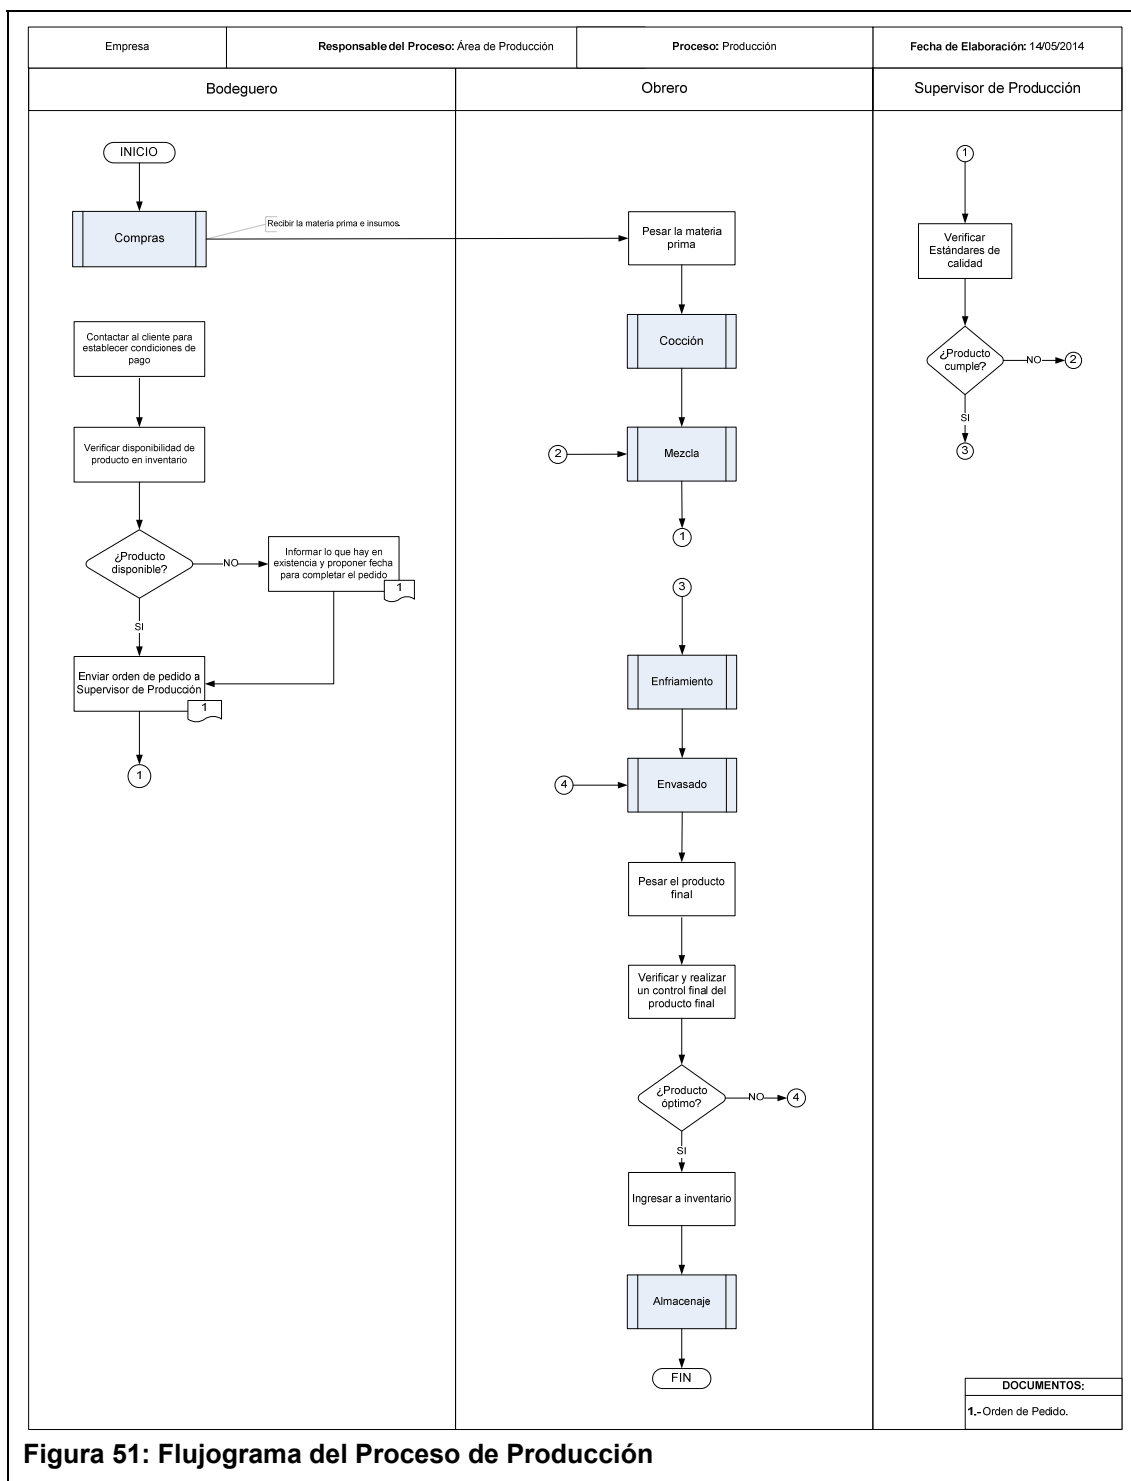 Empresa
Responsable del Proceso: Área de Producción
Proceso: Producción
Fecha de Elaboración: 14/05/2014
Bodeguero
Obrero
Supervisor de Producción
INICIO
Compras
Recibir la materia prima e insumos.
Contactar al cliente para
establecer condiciones de
pago
Verificar disponibilidad de
producto en inventario
¿Producto
disponible?
NO
Informar lo que hay en
existencia y proponer fecha
para completar el pedido
1
SI
Enviar orden de pedido a
Supervisor de Producción
1
1
Pesar la materia
prima
Cocción
2
Mezcla
1
3
Enfriamiento
4
Envasado
Pesar el producto
final
Verificar y realizar
un control final del
producto final
¿Producto
óptimo?
NO
4
SI
Ingresar a inventario
Almacenaje
FIN
1
Verificar
Estándares de
calidad
¿Producto
cumple?
NO
2
SI
3
DOCUMENTOS:
1.-Orden de Pedido.
Figura 51: Flujograma del Proceso de Producción